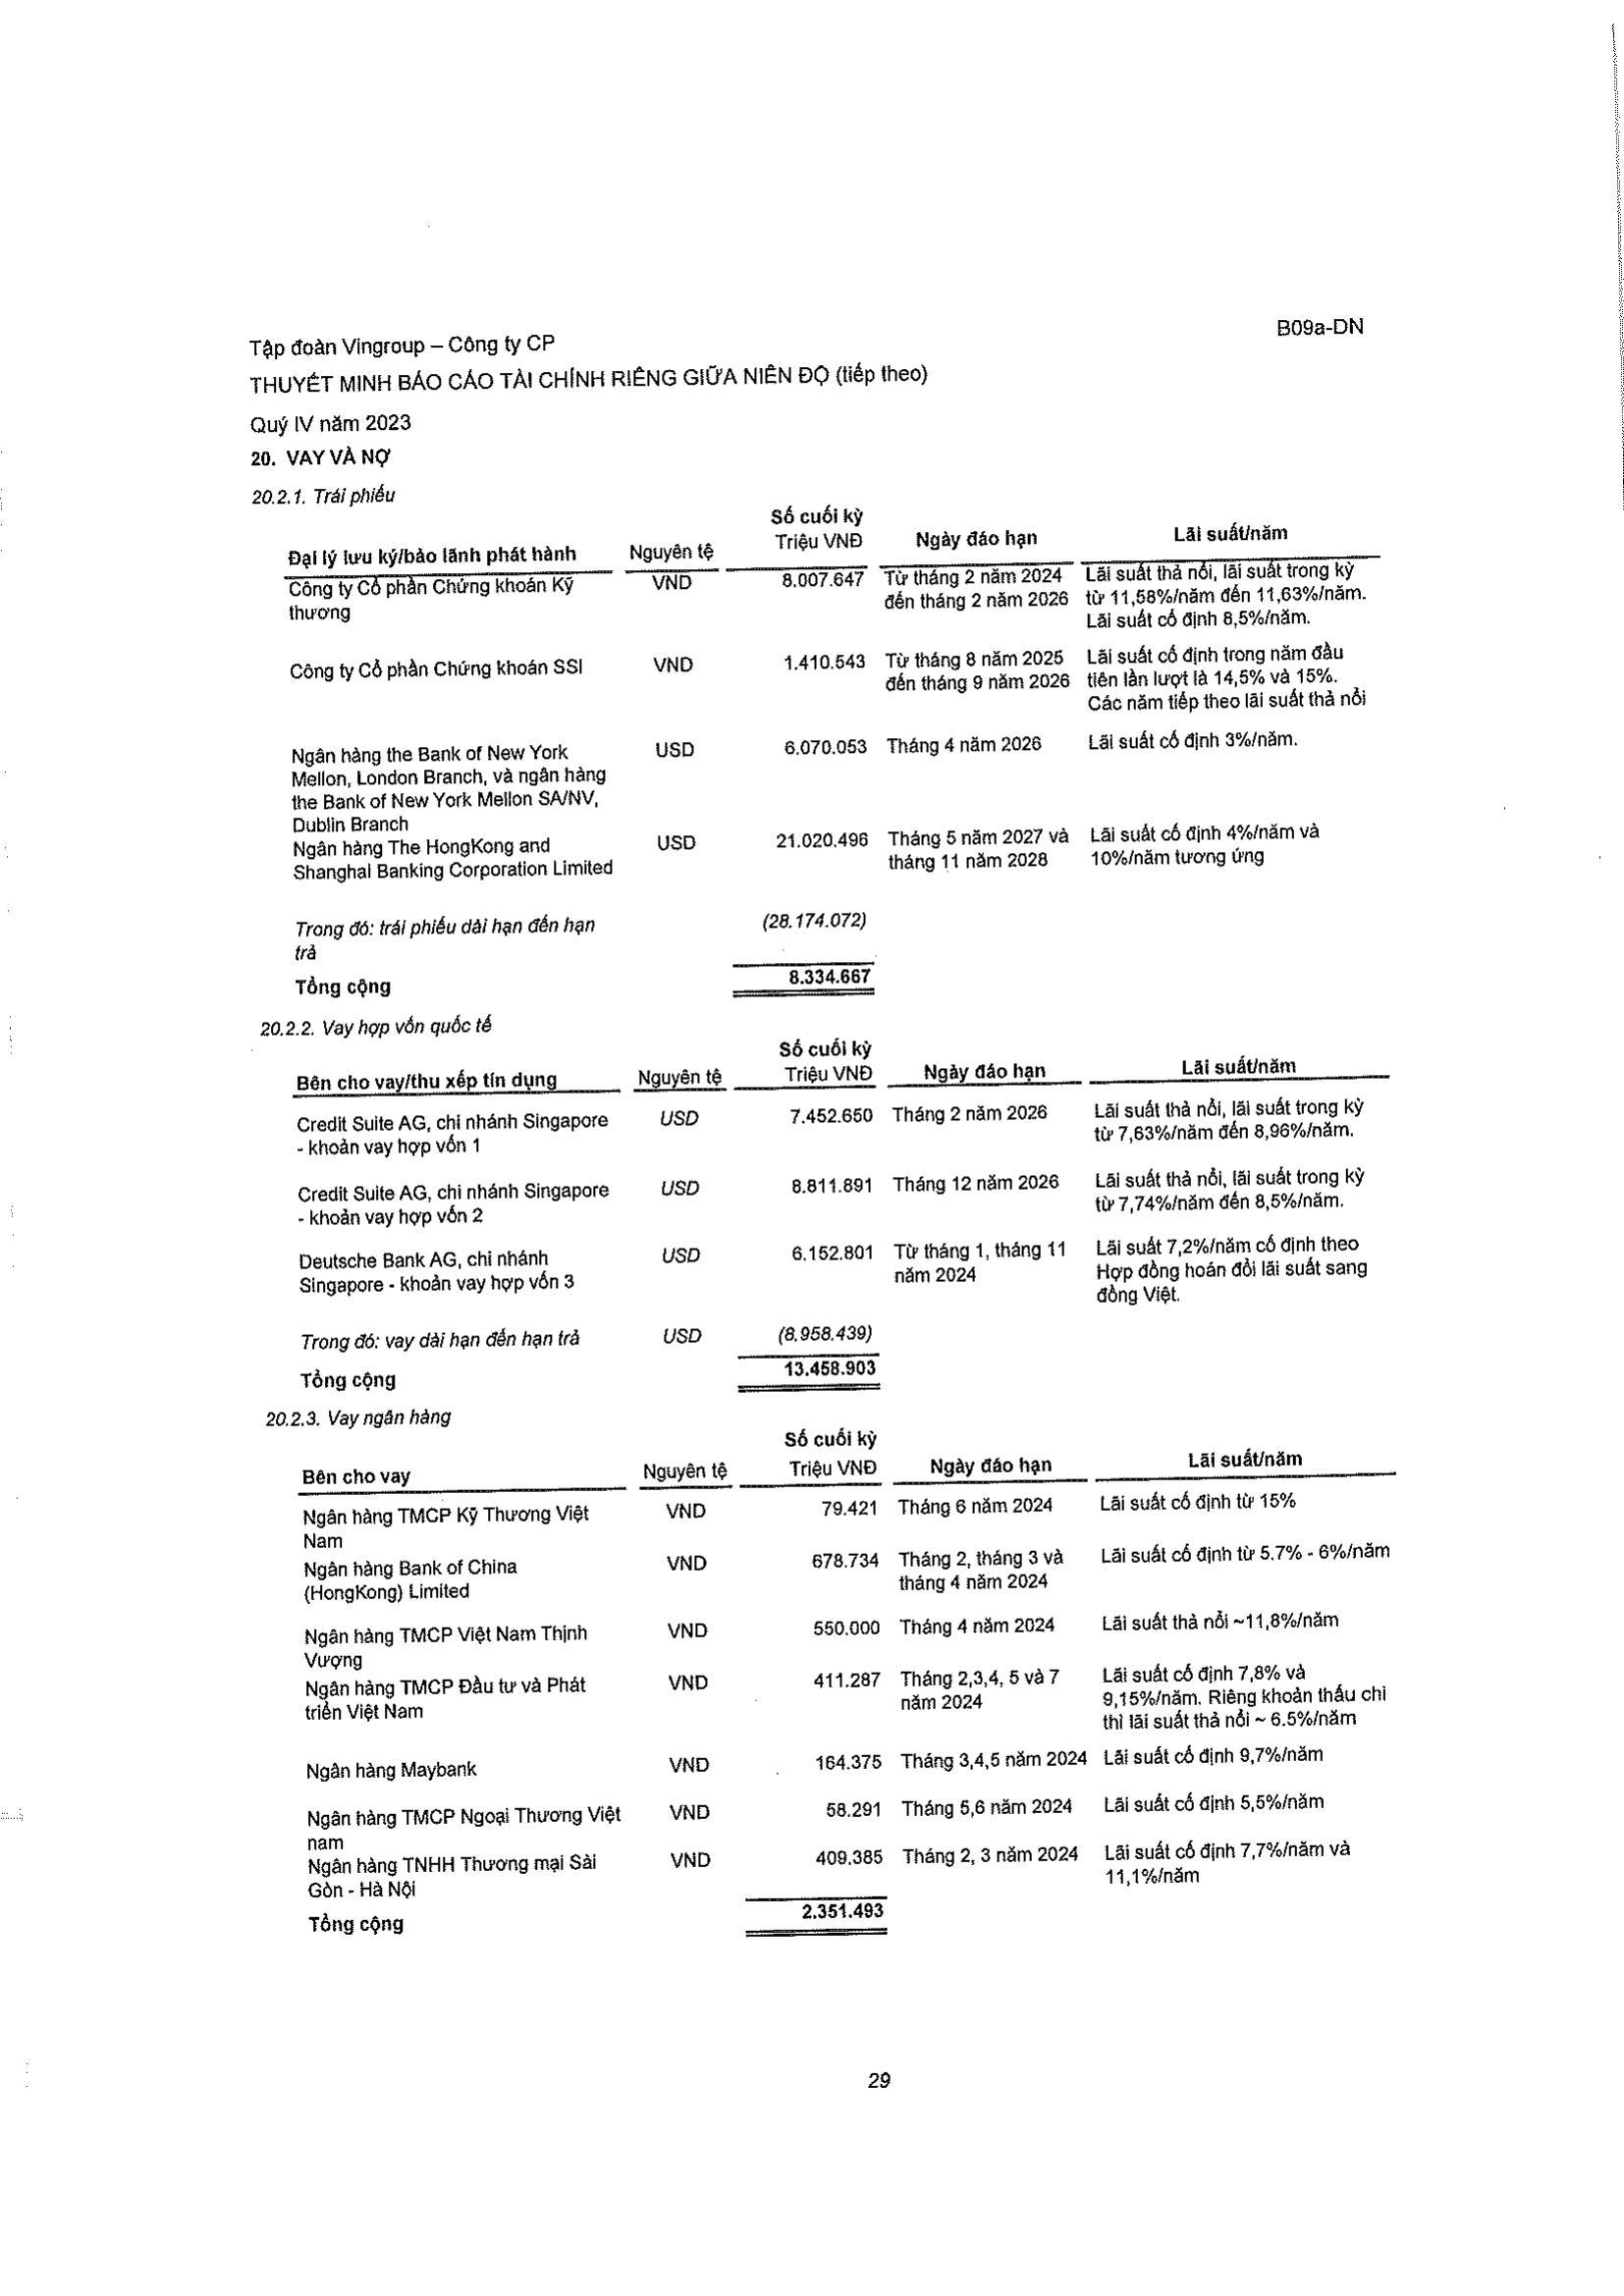 B09a-DN
Tập đoàn Vingroup – Công ty CP
THUYẾT MINH BÁO CÁO TÀI CHÍNH RIÊNG GIỮA NIÊN ĐỘ (tiếp theo)
Quý IV năm 2023
20. VAY VÀ NỢ
20.2.1. Trái phiếu
Số cuối kỳ
Đại lý lưu ký/bảo lãnh phát hành Nguyên tệ Triệu VNĐ Ngày đáo hạn Lãi suất/năm
Công ty Cổ phần Chứng khoán Kỹ VND 8.007.647 Từ tháng 2 năm 2024 Lãi suất thả nổi, lãi suất trong kỳ
thương đến tháng 2 năm 2026 từ 11,58%/năm đến 11,63%/năm.
Lãi suất cố định 8,5%/năm.
Công ty Cổ phần Chứng khoán SSI VND 1.410.543 Từ tháng 8 năm 2025 Lãi suất cố định trong năm đầu
đến tháng 9 năm 2026 tiên lần lượt là 14,5% và 15%.
Các năm tiếp theo lãi suất thả nổi
Ngân hàng the Bank of New York USD 6.070.053 Tháng 4 năm 2026 Lãi suất cố định 3%/năm.
Mellon, London Branch, và ngân hàng
the Bank of New York Mellon SA/NV,
Dublin Branch
Ngân hàng The HongKong and USD 21.020.496 Tháng 5 năm 2027 và Lãi suất cố định 4%/năm và
Shanghai Banking Corporation Limited tháng 11 năm 2028 10%/năm tương ứng
Trong đó: trái phiếu dài hạn đến hạn (28.174.072)
trả
Tổng cộng 8.334.667
20.2.2. Vay hợp vốn quốc tế
Số cuối kỳ
Bên cho vay/thu xếp tín dụng Nguyên tệ Triệu VNĐ Ngày đáo hạn Lãi suất/năm
Credit Suite AG, chi nhánh Singapore USD 7.452.650 Tháng 2 năm 2026 Lãi suất thả nổi, lãi suất trong kỳ
- khoản vay hợp vốn 1 từ 7,63%/năm đến 8,96%/năm.
Credit Suite AG, chi nhánh Singapore USD 8.811.891 Tháng 12 năm 2026 Lãi suất thả nổi, lãi suất trong kỳ
- khoản vay hợp vốn 2 từ 7,74%/năm đến 8,5%/năm.
Deutsche Bank AG, chi nhánh USD 6.152.801 Từ tháng 1, tháng 11 Lãi suất 7,2%/năm cố định theo
Singapore - khoản vay hợp vốn 3 năm 2024 Hợp đồng hoán đổi lãi suất sang
đồng Việt.
Trong đó: vay dài hạn đến hạn trả USD (8.958.439)
Tổng cộng 13.458.903
20.2.3. Vay ngân hàng
Số cuối kỳ
Bên cho vay Nguyên tệ Triệu VNĐ Ngày đáo hạn Lãi suất/năm
Ngân hàng TMCP Kỹ Thương Việt VND 79.421 Tháng 6 năm 2024 Lãi suất cố định từ 15%
Nam
Ngân hàng Bank of China VND 678.734 Tháng 2, tháng 3 và Lãi suất cố định từ 5.7% - 6%/năm
(HongKong) Limited tháng 4 năm 2024
Ngân hàng TMCP Việt Nam Thịnh VND 550.000 Tháng 4 năm 2024 Lãi suất thả nổi ~11,8%/năm
Vượng
Ngân hàng TMCP Đầu tư và Phát VND 411.287 Tháng 2,3,4, 5 và 7 Lãi suất cố định 7,8% và
triển Việt Nam năm 2024 9,15%/năm. Riêng khoản thấu chi
thì lãi suất thả nổi ~ 6.5%/năm
Ngân hàng Maybank VND 164.375 Tháng 3,4,5 năm 2024 Lãi suất cố định 9,7%/năm
Ngân hàng TMCP Ngoại Thương Việt VND 58.291 Tháng 5,6 năm 2024 Lãi suất cố định 5,5%/năm
nam
Ngân hàng TNHH Thương mại Sài VND 409.385 Tháng 2, 3 năm 2024 Lãi suất cố định 7,7%/năm và
Gòn - Hà Nội 11,1%/năm
Tổng cộng 2.351.493
29